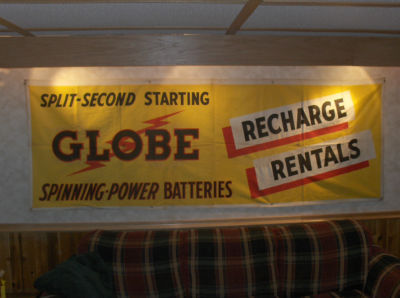 SPLIT-SECOND STARTING
GLOBE
SPINNING-POWER BATTERIES
RECHARGE
RENTALS